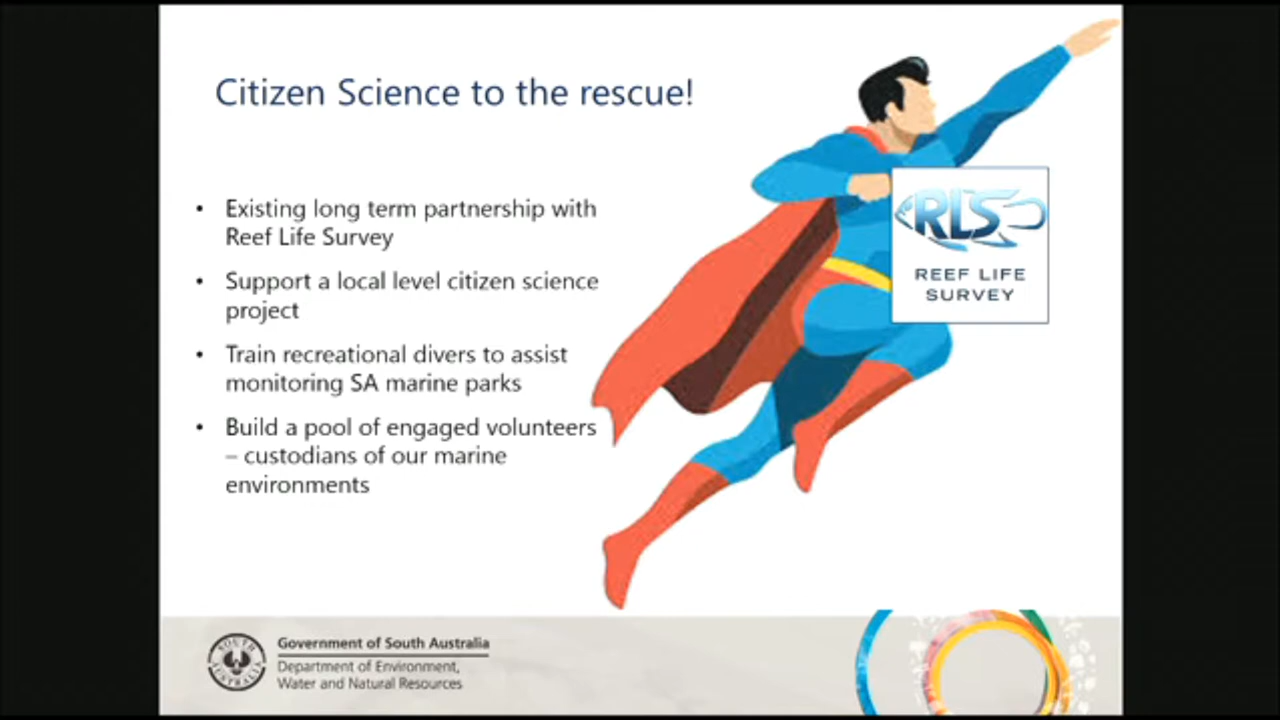 Citizen Science to the rescue!
• Existing long term partnership with
Reef Life Survey
• Support a local level citizen science
project
• Train recreational divers to assist
monitoring SA marine parks
• Build a pool of engaged volunteers
– custodians of our marine
environments
RLS
REEF LIFE
SURVEY
SOUTH
AUSTRALIA
Government of South Australia
Department of Environment,
Water and Natural Resources